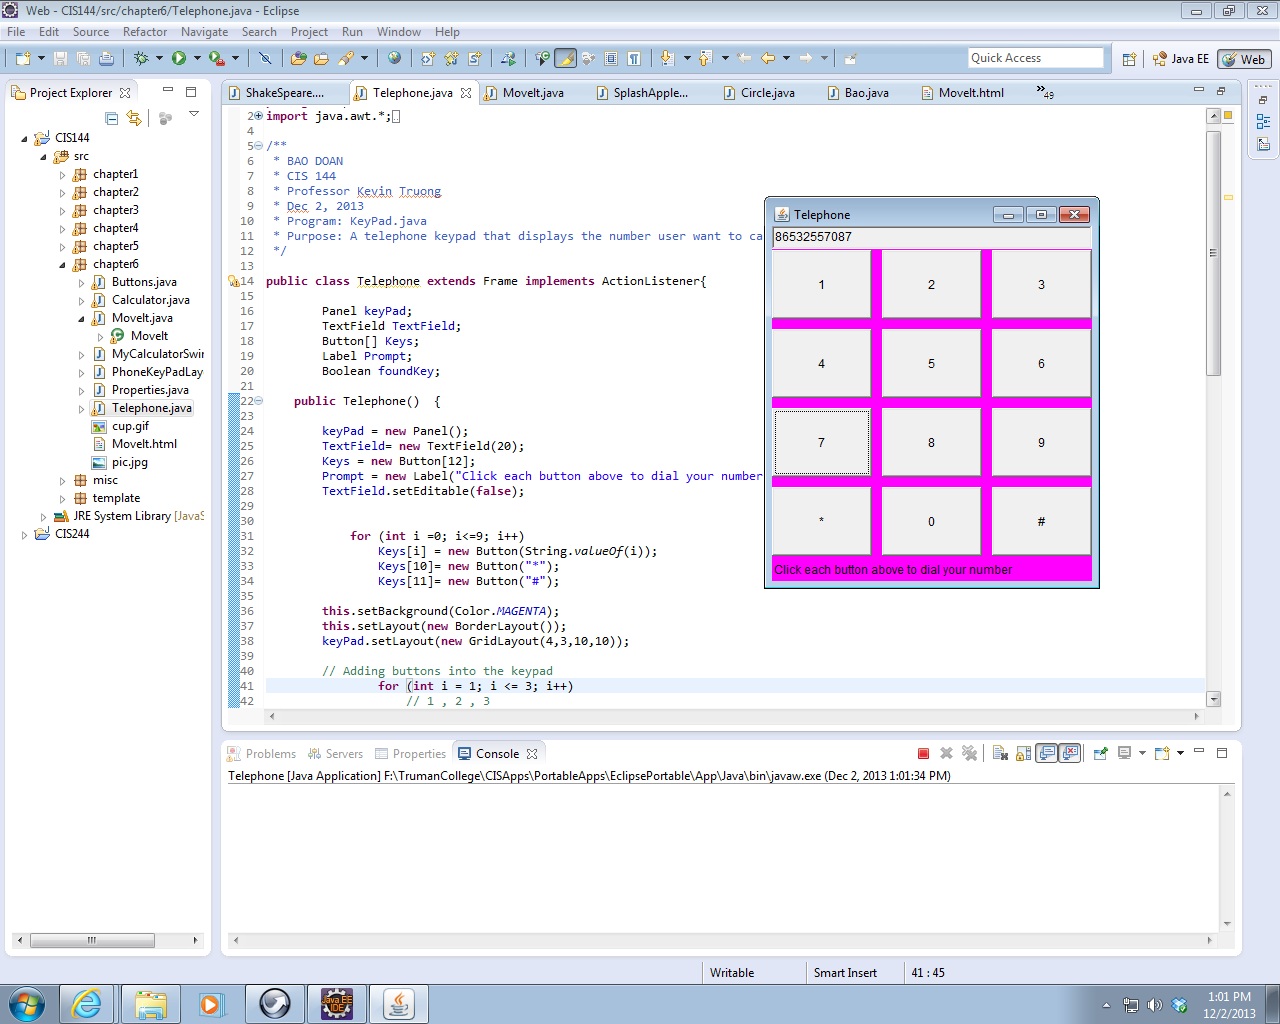 Web - CIS144/src/chapter6/Telephone.java - Eclipse
File Edit Source Refactor Navigate Search Project Run Window Help
Quick Access
Java EE
Web
Project Explorer
CIS144
src
chapter1
chapter2
chapter3
chapter4
chapter5
chapter6
Buttons.java
Calculator.java
MoveIt.java
MoveIt
MyCalculatorSwin
PhoneKeyPadLay
Properties.java
Telephone.java
cup.gif
MoveIt.html
pic.jpg
misc
template
JRE System Library [JavaS
CIS244
ShakeSpeare.... Telephone.java MoveIt.java SplashApple... Circle.java Bao.java MoveIt.html »49
2 import java.awt.*;
4
5 /**
6 * BAO DOAN
7 * CIS 144
8 * Professor Kevin Truong
9 * Dec 2, 2013
10 * Program: KeyPad.java
11 * Purpose: A telephone keypad that displays the number user want to ca
12 */
13
14 public class Telephone extends Frame implements ActionListener{
15
16 Panel keyPad;
17 TextField TextField;
18 Button[] Keys;
19 Label Prompt;
20 Boolean foundKey;
21
22 public Telephone() {
23
24 keyPad = new Panel();
25 TextField= new TextField(20);
26 Keys = new Button[12];
27 Prompt = new Label("Click each button above to dial your number
28 TextField.setEditable(false);
29
30
31 for (int i =0; i<=9; i++)
32 Keys[i] = new Button(String.valueOf(i));
33 Keys[10]= new Button("*");
34 Keys[11]= new Button("#");
35
36 this.setBackground(Color.MAGENTA);
37 this.setLayout(new BorderLayout());
38 keyPad.setLayout(new GridLayout(4,3,10,10));
39
40 // Adding buttons into the keypad
41 for (int i = 1; i <= 3; i++)
42 // 1 , 2 , 3
Telephone
86532557087
1 2 3
4 5 6
7 8 9
* 0 #
Click each button above to dial your number
Problems Servers Properties Console
Telephone [Java Application] F:\TrumanCollege\CISApps\PortableApps\EclipsePortable\App\Java\bin\javaw.exe (Dec 2, 2013 1:01:34 PM)
Writable Smart Insert 41 : 45
Java EE
IDE
1:01 PM
12/2/2013